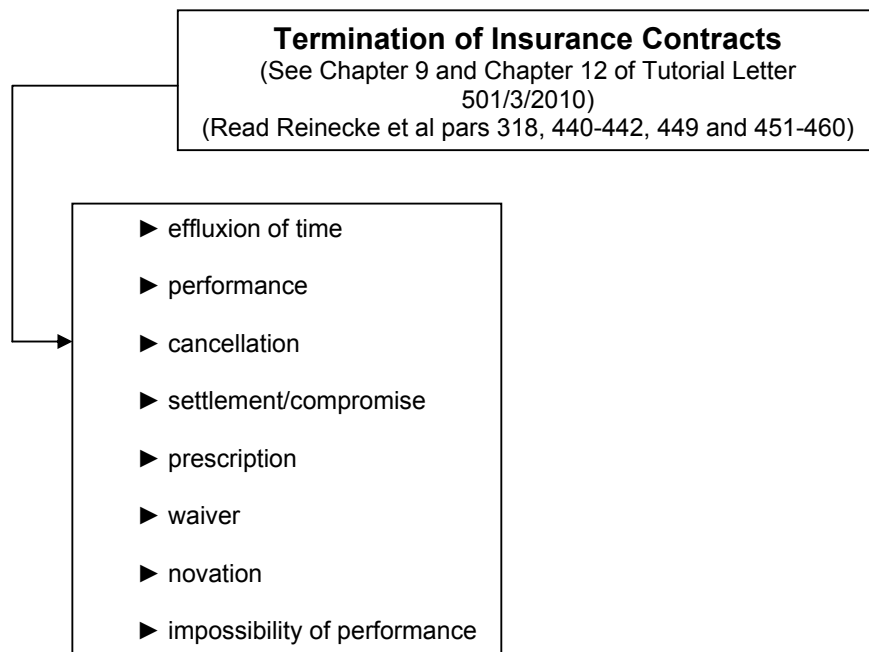 Termination of Insurance Contracts
(See Chapter 9 and Chapter 12 of Tutorial Letter
501/3/2010)
(Read Reinecke et al pars 318, 440-442, 449 and 451-460)
► effluxion of time
► performance
► cancellation
► settlement/compromise
► prescription
► waiver
► novation
► impossibility of performance